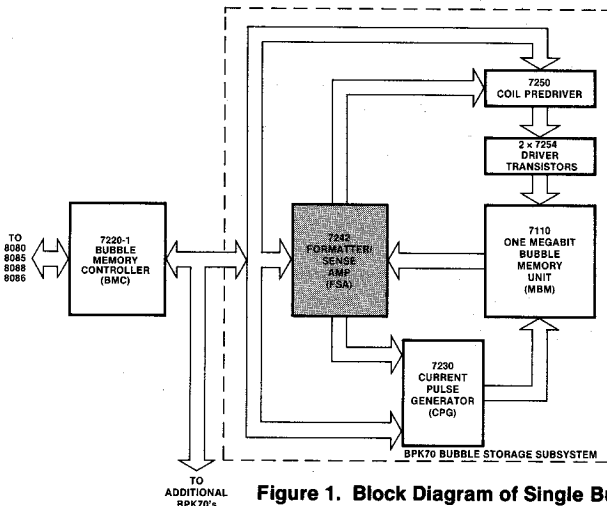 7250
COIL PREDRIVER
2 x 7254
DRIVER
TRANSISTORS
TO
8080
8085
8088
8086
7220-1
BUBBLE
MEMORY
CONTROLLER
(BMC)
7242
FORMATTER/
SENSE
AMP
(FSA)
7110
ONE MEGABIT
BUBBLE
MEMORY
UNIT
(MBM)
7230
CURRENT
PULSE
GENERATOR
(CPG)
BPK70 BUBBLE STORAGE SUBSYSTEM
TO
ADDITIONAL
BPK70's
Figure 1. Block Diagram of Single Bu